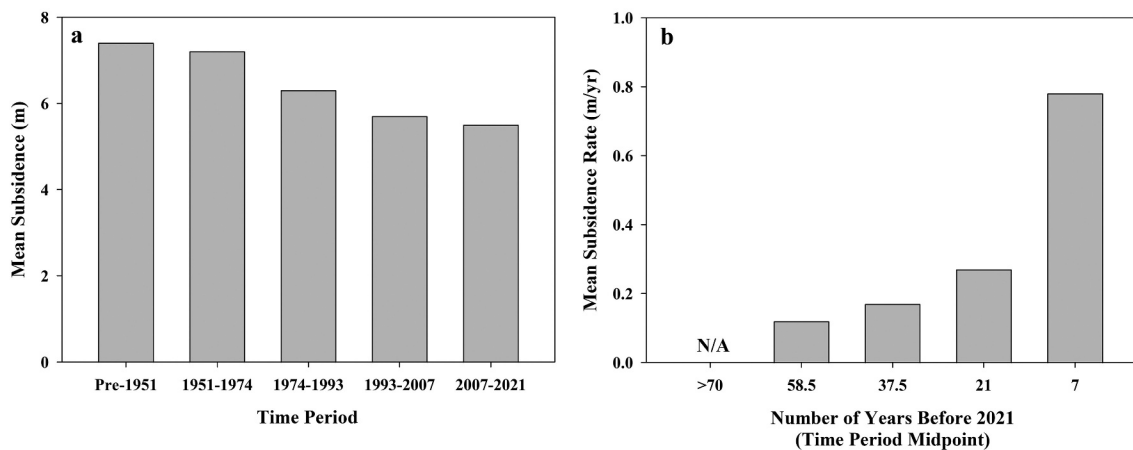 a
Mean Subsidence (m)
8
6
4
2
0
Pre-1951 1951-1974 1974-1993 1993-2007 2007-2021
Time Period
b
Mean Subsidence Rate (m/yr)
1.0
0.8
0.6
0.4
0.2
0.0
N/A
>70 58.5 37.5 21 7
Number of Years Before 2021
(Time Period Midpoint)